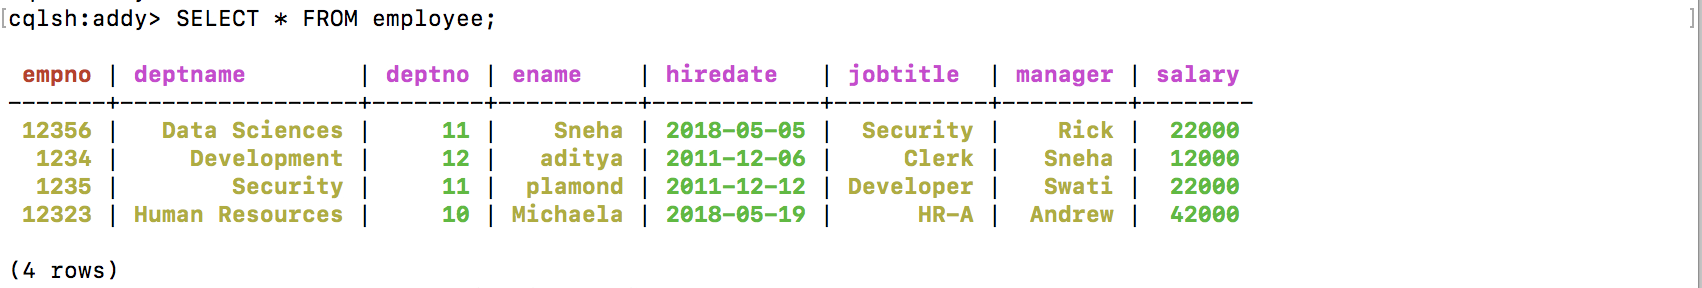 [cqlsh:addy> SELECT * FROM employee; ]
 empno | deptname        | deptno | ename    | hiredate   | jobtitle  | manager | salary
-------+-----------------+--------+----------+------------+-----------+---------+--------
 12356 |   Data Sciences |     11 |    Sneha | 2018-05-05 |  Security |    Rick |  22000
  1234 |     Development |     12 |   aditya | 2011-12-06 |     Clerk |   Sneha |  12000
  1235 |        Security |     11 |  plamond | 2011-12-12 | Developer |   Swati |  22000
 12323 | Human Resources |     10 | Michaela | 2018-05-19 |      HR-A |  Andrew |  42000
(4 rows)